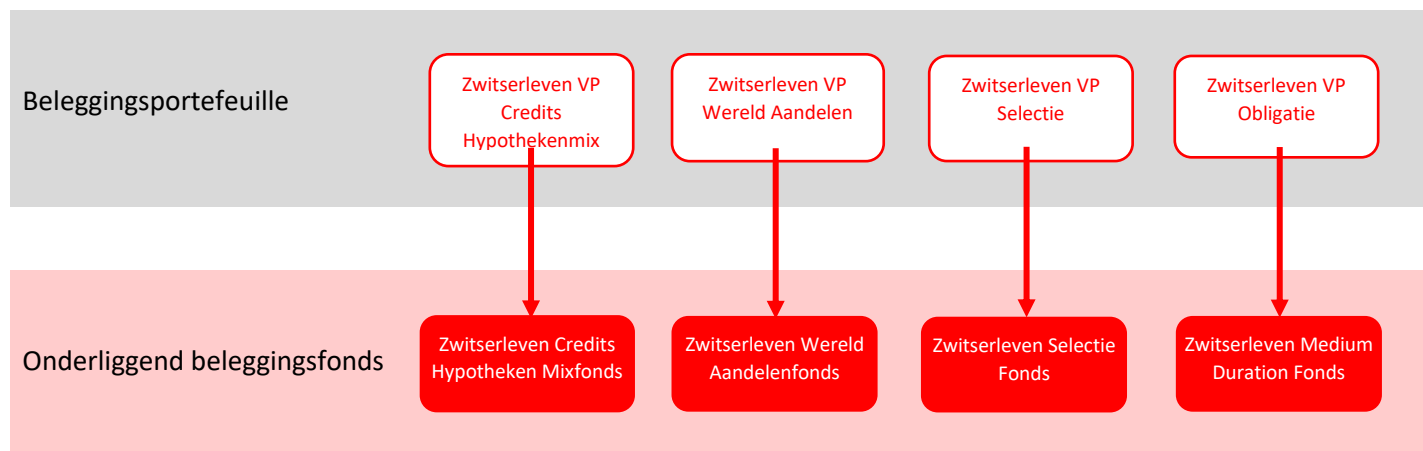 Beleggingsportefeuille
Zwitserleven VP
Credits
Hypothekenmix
Zwitserleven VP
Wereld Aandelen
Zwitserleven VP
Selectie
Zwitserleven VP
Obligatie
Onderliggend beleggingsfonds
Zwitserleven Credits
Hypotheken Mixfonds
Zwitserleven Wereld
Aandelenfonds
Zwitserleven Selectie
Fonds
Zwitserleven Medium
Duration Fonds